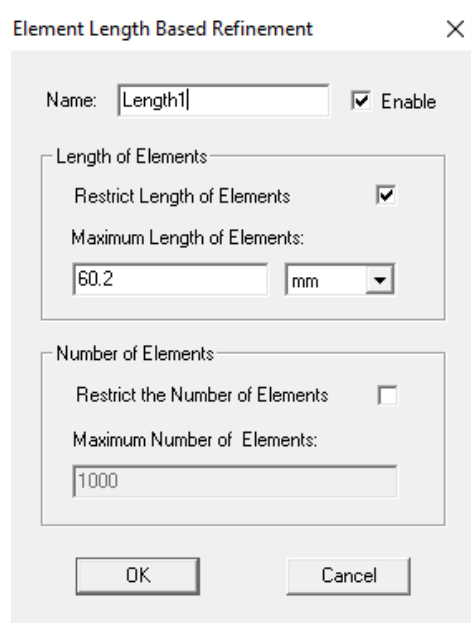 Element Length Based Refinement
Name: Length1 Enable
Length of Elements
Restrict Length of Elements
Maximum Length of Elements:
60.2 mm
Number of Elements
Restrict the Number of Elements
Maximum Number of Elements:
1000
OK Cancel